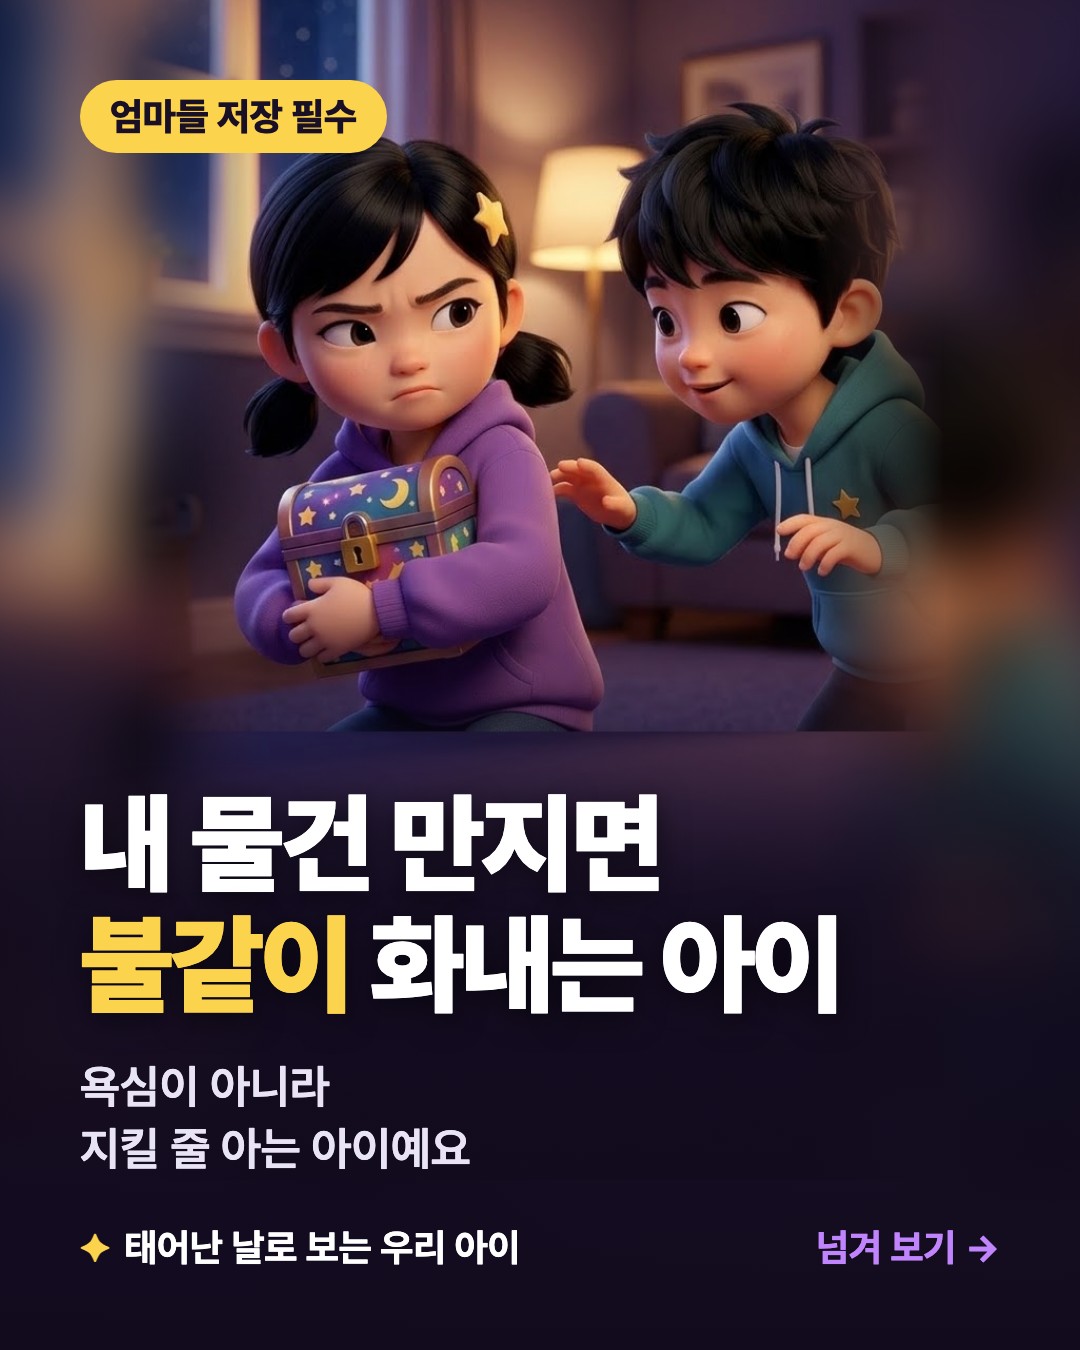 엄마들 저장 필수
내 물건 만지면
불같이 화내는 아이
욕심이 아니라
지킬 줄 아는 아이예요
태어난 날로 보는 우리 아이
넘겨 보기 →